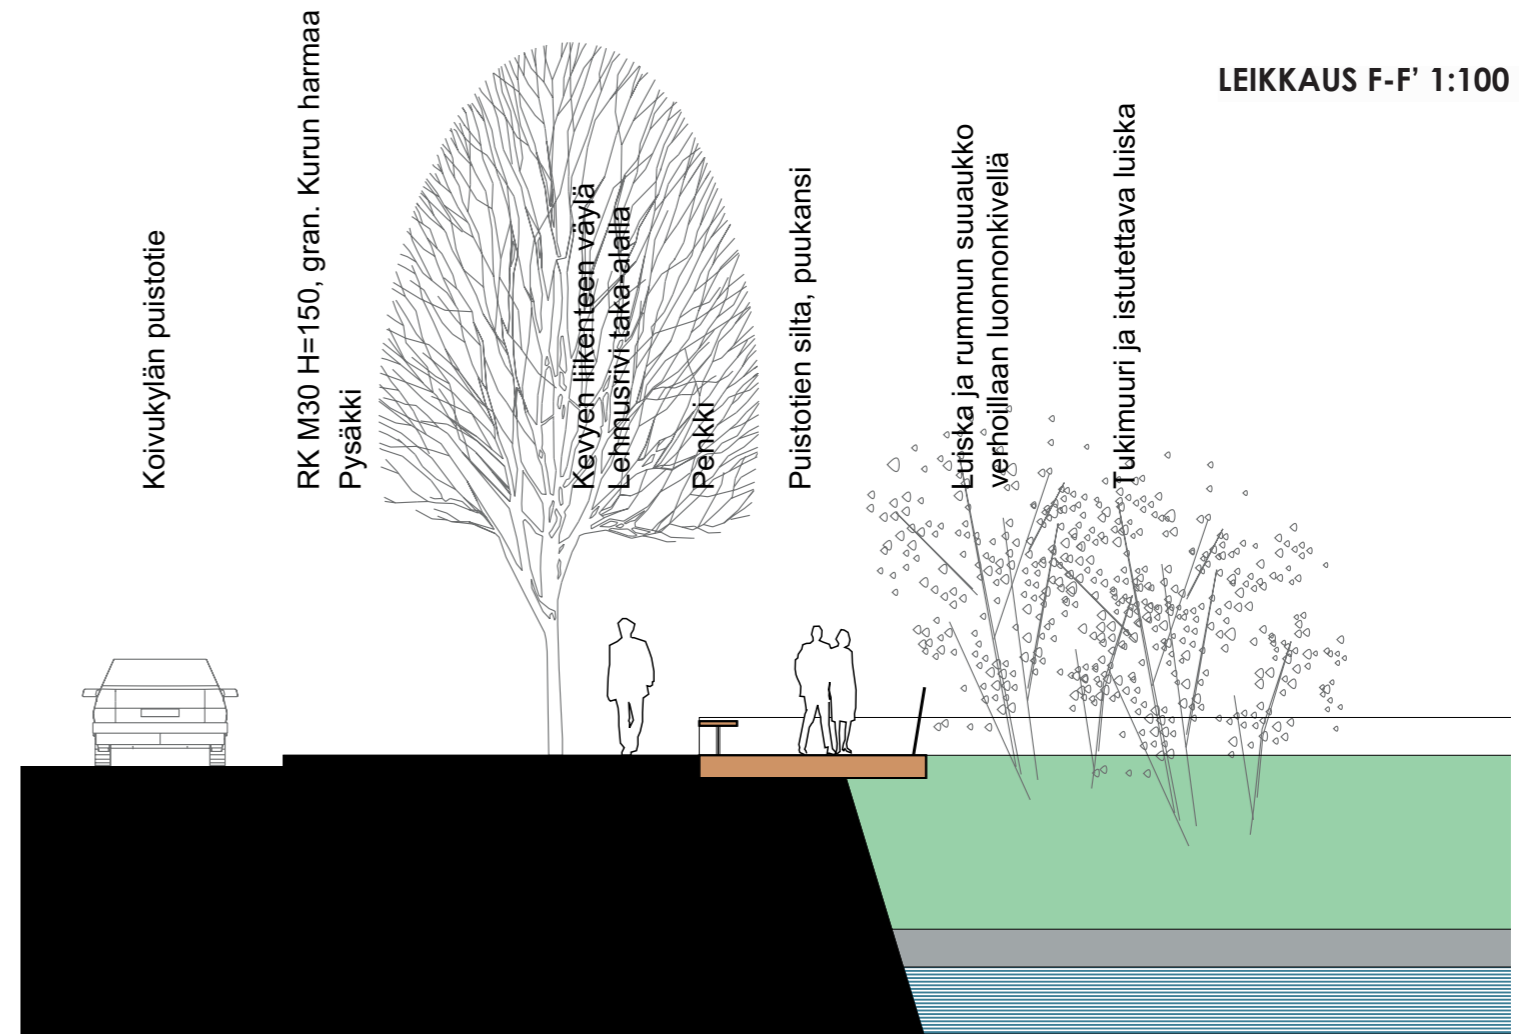 LEIKKAUS F-F’ 1:100
Koivukylän puistotie
RK M30 H=150, gran. Kurun harmaa
Pysäkki
Kevyen liikenteen väylä
Lehmusrivi taka-alalla
Penkki
Puistotien silta, puukansi
Luiska ja rummun suuaukko
verhoillaan luonnonkivellä
Tukimuuri ja istutettava luiska